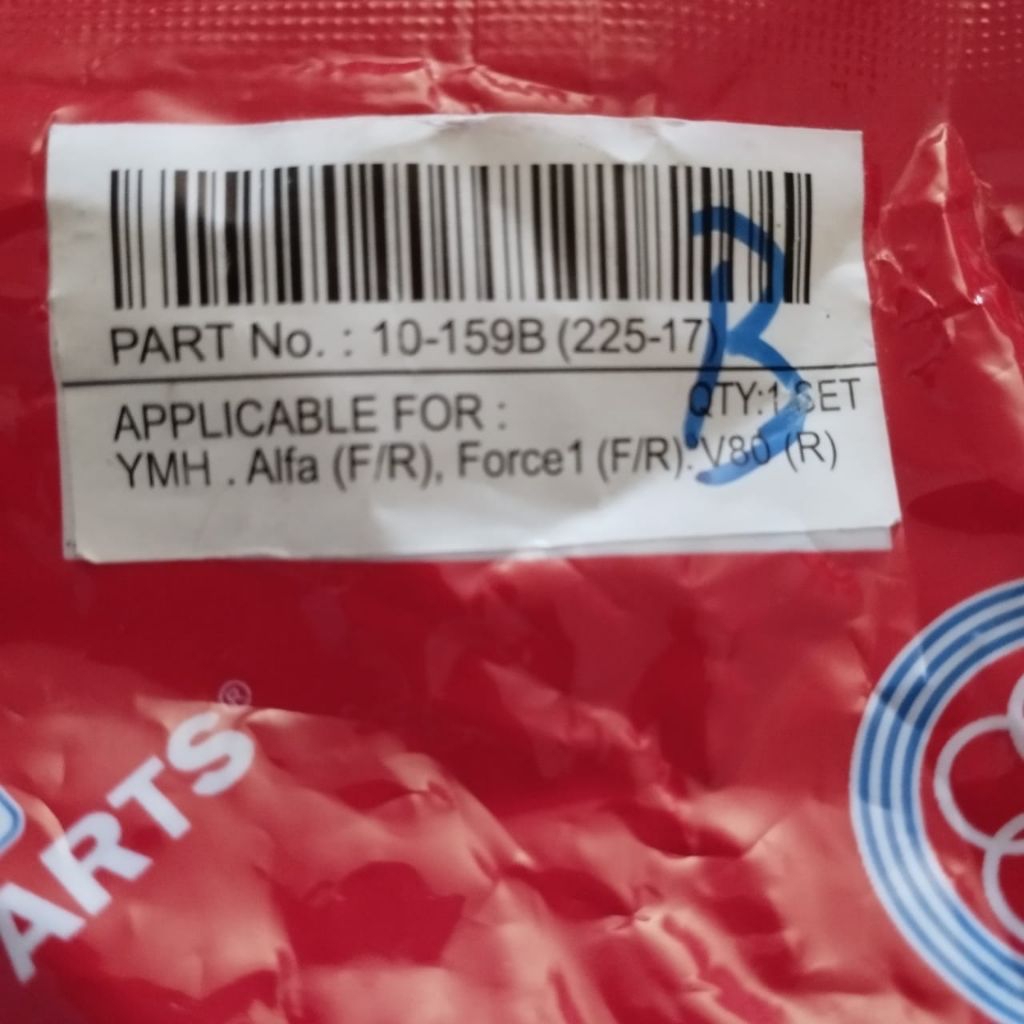 PART No. : 10-159B (225-17)
QTY:1 SET
APPLICABLE FOR :
YMH . Alfa (F/R), Force1 (F/R). V80 (R)
B
ARTS®